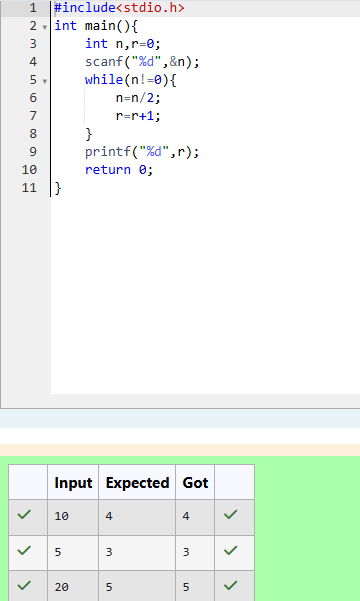 1 #include<stdio.h>
2 int main(){
3 int n,r=0;
4 scanf("%d",&n);
5 while(n!=0){
6 n=n/2;
7 r=r+1;
8 }
9 printf("%d",r);
10 return 0;
11 }
Input Expected Got
10 4 4
5 3 3
20 5 5